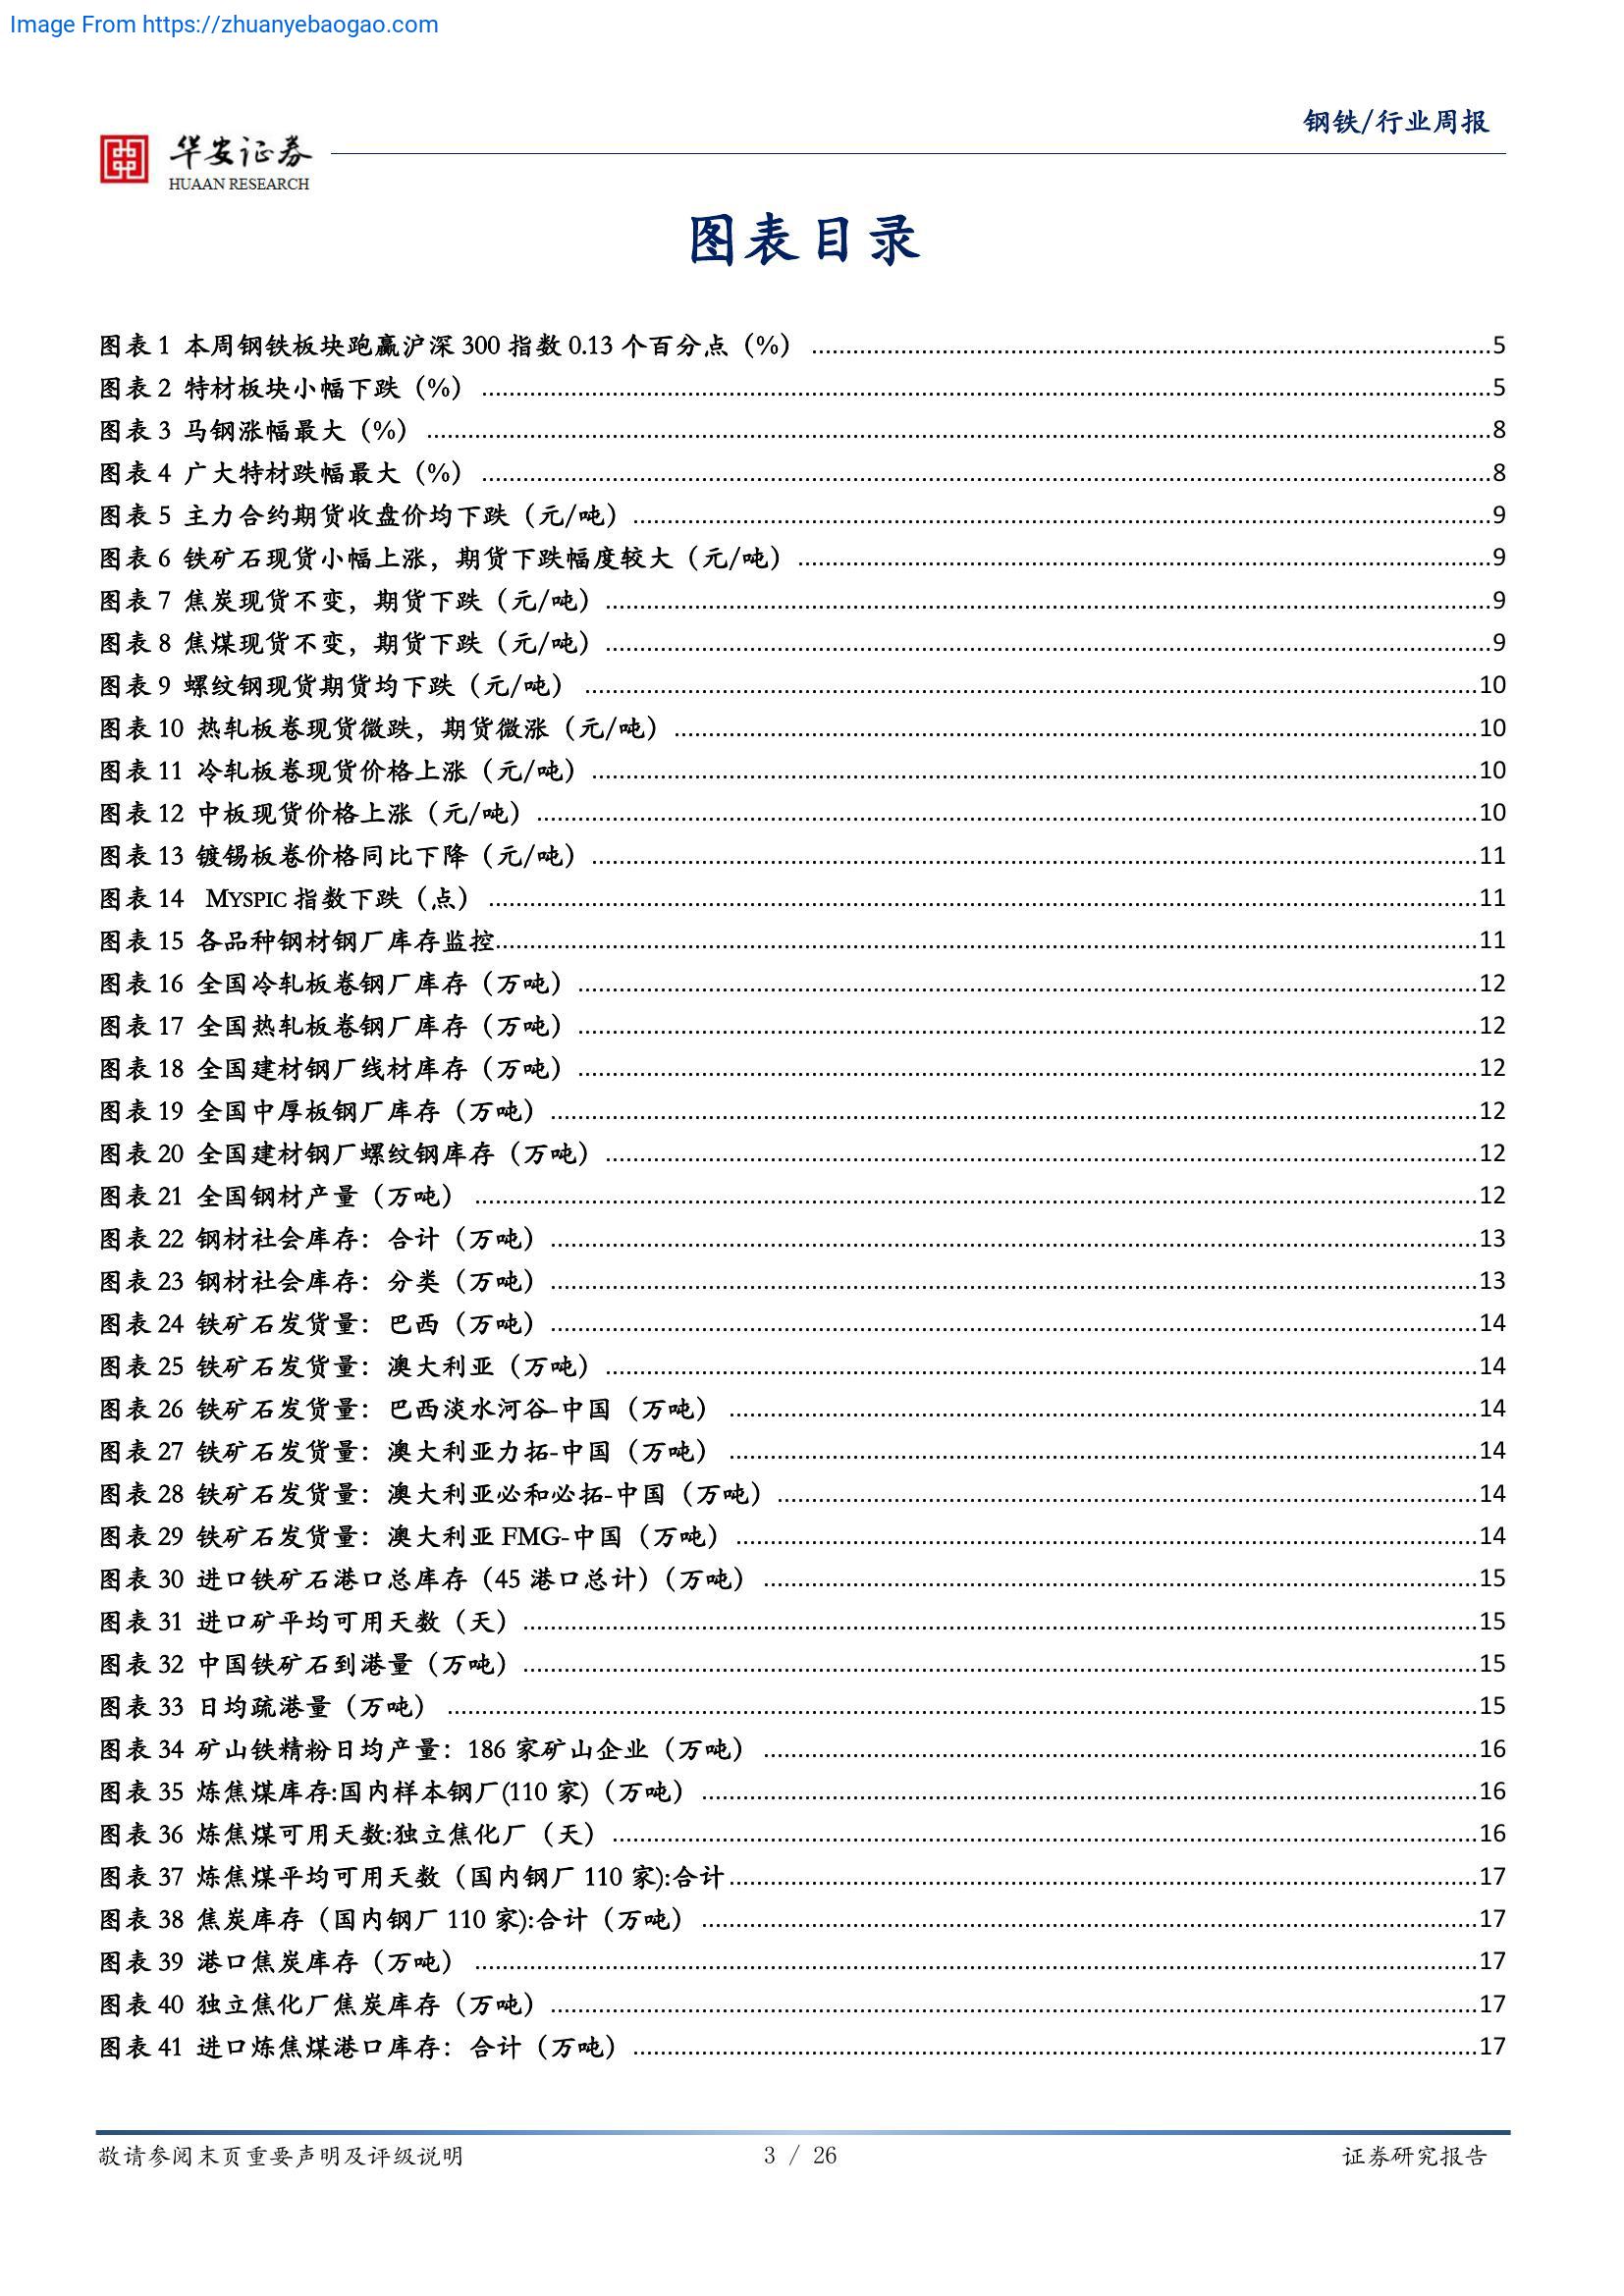 Image From https://zhuanyebaogao.com
钢铁/行业周报
华安证券
HUAAN RESEARCH
图表目录
图表 1 本周钢铁板块跑赢沪深 300 指数 0.13 个百分点（%） 5
图表 2 特材板块小幅下跌（%） 5
图表 3 马钢涨幅最大（%） 8
图表 4 广大特材跌幅最大（%） 8
图表 5 主力合约期货收盘价均下跌（元/吨） 9
图表 6 铁矿石现货小幅上涨，期货下跌幅度较大（元/吨） 9
图表 7 焦炭现货不变，期货下跌（元/吨） 9
图表 8 焦煤现货不变，期货下跌（元/吨） 9
图表 9 螺纹钢现货期货均下跌（元/吨） 10
图表 10 热轧板卷现货微跌，期货微涨（元/吨） 10
图表 11 冷轧板卷现货价格上涨（元/吨） 10
图表 12 中板现货价格上涨（元/吨） 10
图表 13 镀锡板卷价格同比下降（元/吨） 11
图表 14 MYSPIC 指数下跌（点） 11
图表 15 各品种钢材钢厂库存监控 11
图表 16 全国冷轧板卷钢厂库存（万吨） 12
图表 17 全国热轧板卷钢厂库存（万吨） 12
图表 18 全国建材钢厂线材库存（万吨） 12
图表 19 全国中厚板钢厂库存（万吨） 12
图表 20 全国建材钢厂螺纹钢库存（万吨） 12
图表 21 全国钢材产量（万吨） 12
图表 22 钢材社会库存：合计（万吨） 13
图表 23 钢材社会库存：分类（万吨） 13
图表 24 铁矿石发货量：巴西（万吨） 14
图表 25 铁矿石发货量：澳大利亚（万吨） 14
图表 26 铁矿石发货量：巴西淡水河谷-中国（万吨） 14
图表 27 铁矿石发货量：澳大利亚力拓-中国（万吨） 14
图表 28 铁矿石发货量：澳大利亚必和必拓-中国（万吨） 14
图表 29 铁矿石发货量：澳大利亚 FMG-中国（万吨） 14
图表 30 进口铁矿石港口总库存（45 港口总计）（万吨） 15
图表 31 进口矿平均可用天数（天） 15
图表 32 中国铁矿石到港量（万吨） 15
图表 33 日均疏港量（万吨） 15
图表 34 矿山铁精粉日均产量：186 家矿山企业（万吨） 16
图表 35 炼焦煤库存:国内样本钢厂(110 家)（万吨） 16
图表 36 炼焦煤可用天数:独立焦化厂（天） 16
图表 37 炼焦煤平均可用天数（国内钢厂 110 家):合计 17
图表 38 焦炭库存（国内钢厂 110 家):合计（万吨） 17
图表 39 港口焦炭库存（万吨） 17
图表 40 独立焦化厂焦炭库存（万吨） 17
图表 41 进口炼焦煤港口库存：合计（万吨） 17
敬请参阅末页重要声明及评级说明 3 / 26 证券研究报告